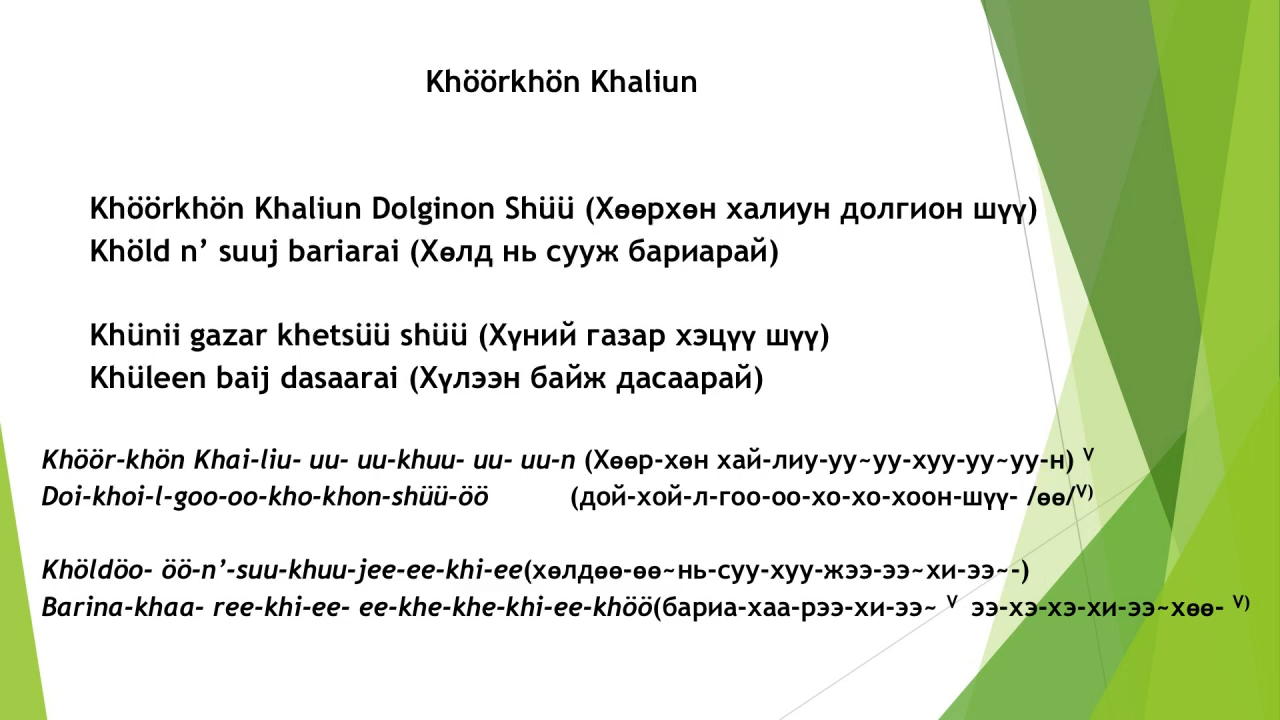 Khöörkhön Khaliun
Khöörkhön Khaliun Dolginon Shüü (Хөөрхөн халиун долгион шүү)
Khöld n’ suuj bariarai (Хөлд нь сууж бариарай)
Khünii gazar khetsüü shüü (Хүний газар хэцүү шүү)
Khüleen baij dasaarai (Хүлээн байж дасаарай)
Khöör-khön Khai-liu- uu- uu-khuu- uu- uu-n (Хөөр-хөн хай-лиу-уу~уу-хуу-уу~уу-н) V
Doi-khoi-l-goo-oo-kho-khon-shüü-öö (дой-хой-л-гоо-оо-хо-хо-хоон-шүү- /өө/V)
Khöldöo- öö-n’-suu-khuu-jee-ee-khi-ee(хөлдөө-өө~нь-суу-хуу-жээ-ээ~хи-ээ~-)
Barina-khaa- ree-khi-ee- ee-khe-khe-khi-ee-khöö(бариа-хаа-рээ-хи-ээ~ V ээ-хэ-хэ-хи-ээ~хөө- V)